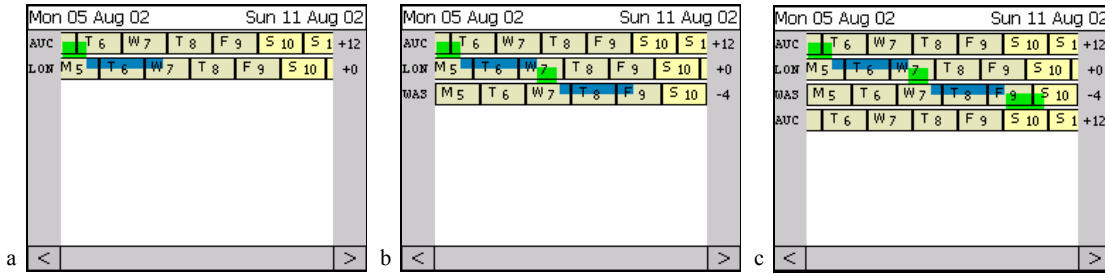 Mon 05 Aug 02 Sun 11 Aug 02
AUC T 6 W 7 T 8 F 9 S 10 S 1 +12
LON M 5 T 6 W 7 T 8 F 9 S 10 +0
a < >
Mon 05 Aug 02 Sun 11 Aug 02
AUC T 6 W 7 T 8 F 9 S 10 S 1 +12
LON M 5 T 6 W 7 T 8 F 9 S 10 +0
WAS M 5 T 6 W 7 T 8 F 9 S 10 -4
b < >
Mon 05 Aug 02 Sun 11 Aug 02
AUC T 6 W 7 T 8 F 9 S 10 S 1 +12
LON M 5 T 6 W 7 T 8 F 9 S 10 +0
WAS M 5 T 6 W 7 T 8 F 9 S 10 -4
AUC T 6 W 7 T 8 F 9 S 10 S 1 +12
c < >